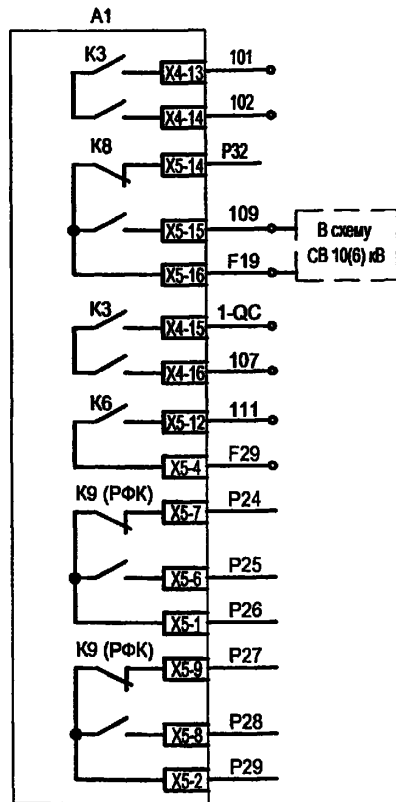 A1
K3
X4-13 101
X4-14 102
K8
X5-14 P32
X5-15 109
В схему
СВ 10(6) кВ
X5-16 F19
K3
X4-15 1-QC
X4-16 107
K6
X5-12 111
X5-4 F29
K9 (РФК)
X5-7 P24
X5-6 P25
X5-1 P26
K9 (РФК)
X5-9 P27
X5-8 P28
X5-2 P29